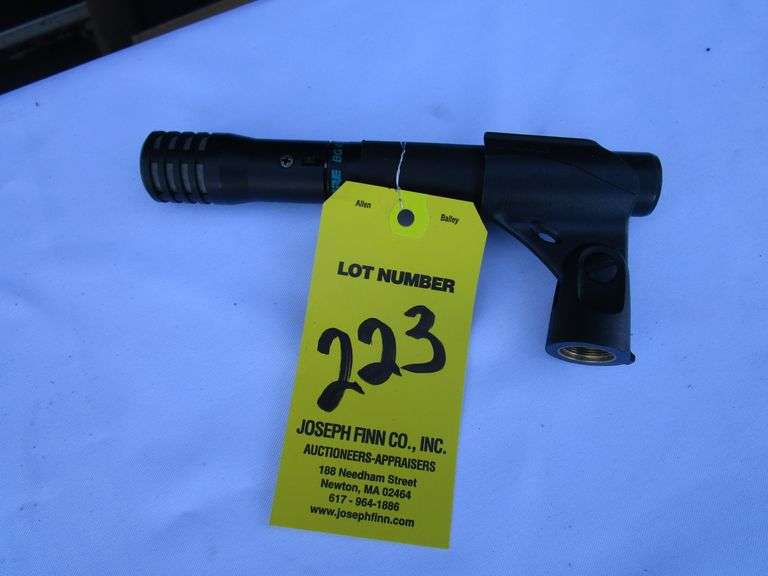 BG
Allen Bailey
LOT NUMBER
223
JOSEPH FINN CO., INC.
AUCTIONEERS-APPRAISERS
188 Needham Street
Newton, MA 02464
617 - 964-1886
www.josephfinn.com